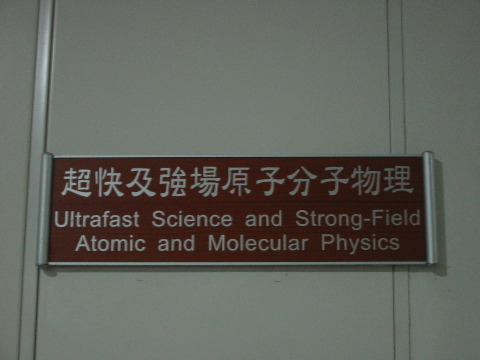 超快及強場原子分子物理
Ultrafast Science and Strong-Field
Atomic and Molecular Physics